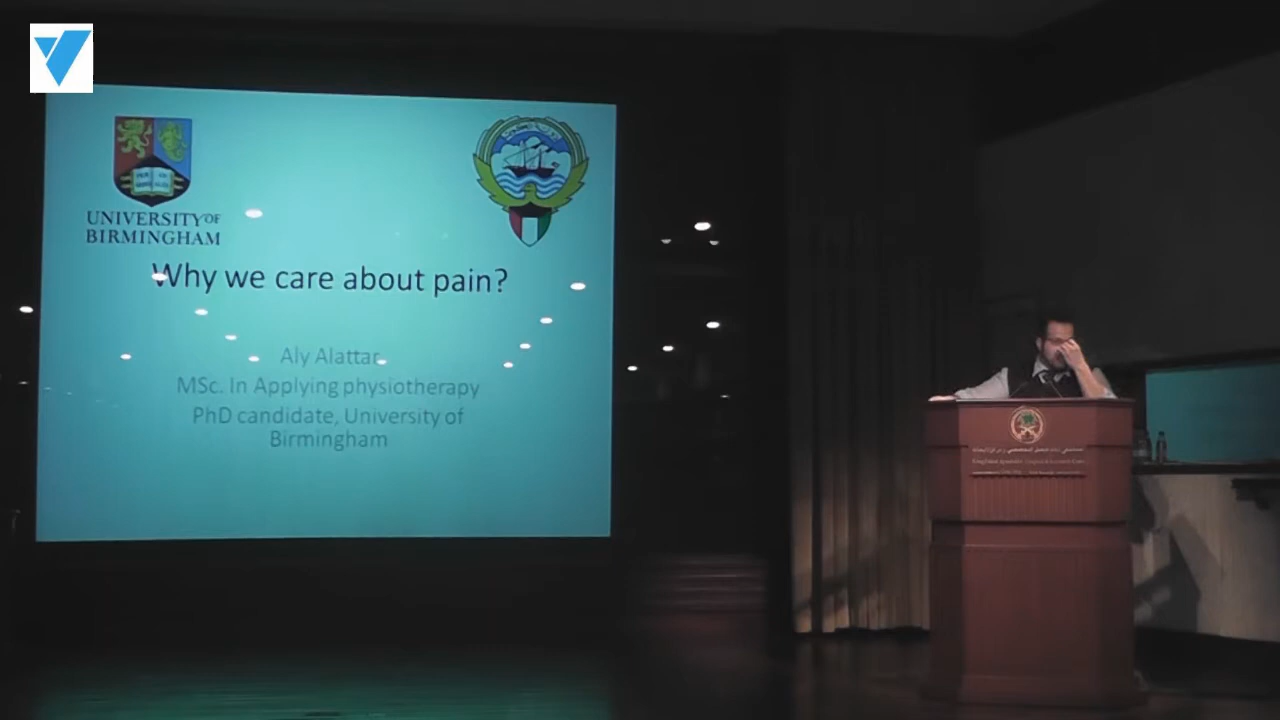 UNIVERSITY OF
BIRMINGHAM
Why we care about pain?
Aly Alattar
MSc. In Applying physiotherapy
PhD candidate, University of
Birmingham